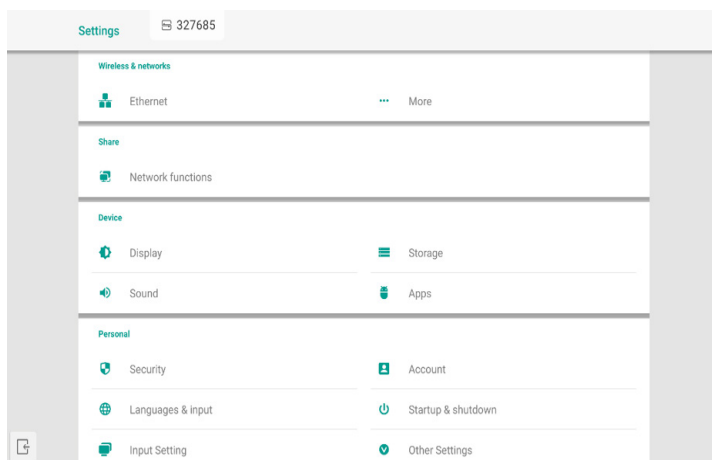 Settings
327685
Wireless & networks
Ethernet
More
Share
Network functions
Device
Display
Storage
Sound
Apps
Personal
Security
Account
Languages & input
Startup & shutdown
Input Setting
Other Settings